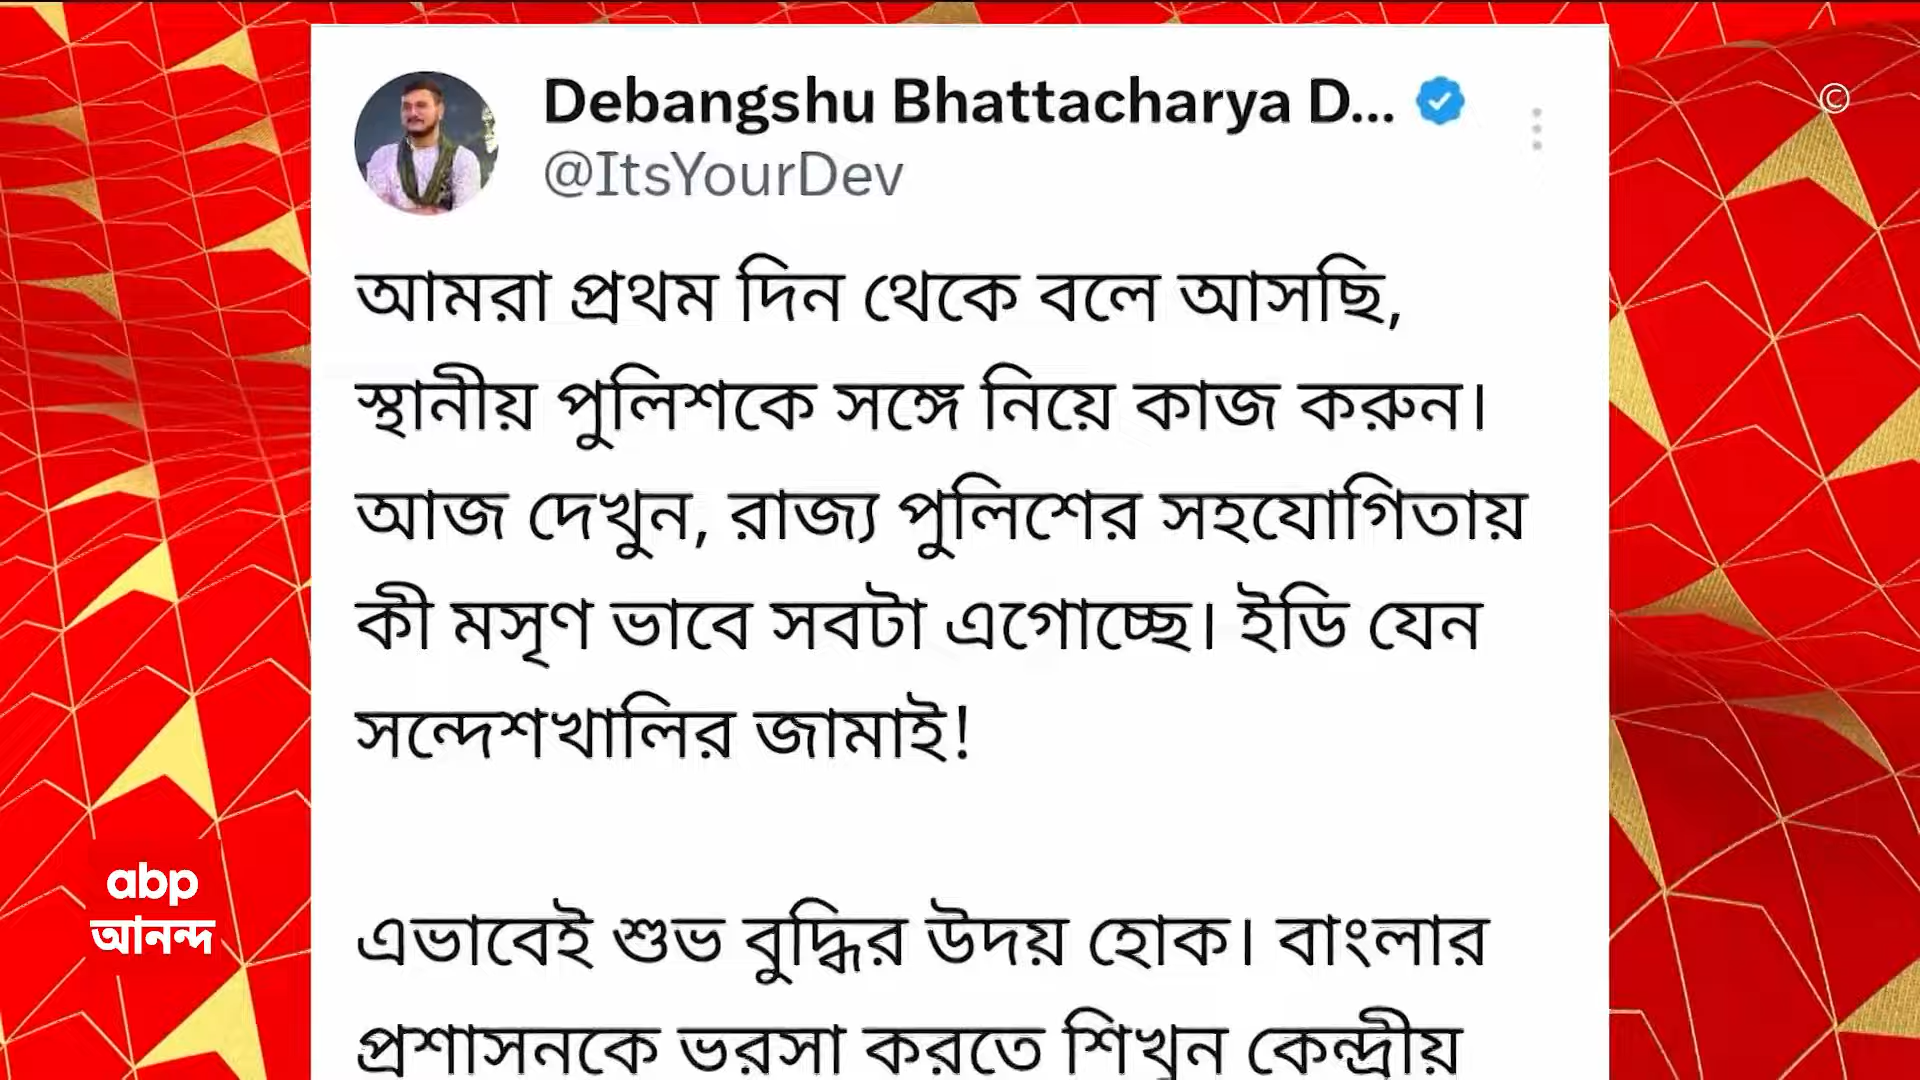 ©
Debangshu Bhattacharya D...
@ItsYourDev
আমরা প্রথম দিন থেকে বলে আসছি,
স্থানীয় পুলিশকে সঙ্গে নিয়ে কাজ করুন।
আজ দেখুন, রাজ্য পুলিশের সহযোগিতায়
কী মসৃণ ভাবে সবটা এগোচ্ছে। ইডি যেন
সন্দেশখালির জামাই!
এভাবেই শুভ বুদ্ধির উদয় হোক। বাংলার
প্রশাসনকে ভরসা করতে শিখুন কেন্দ্রীয়
abp
আনন্দ